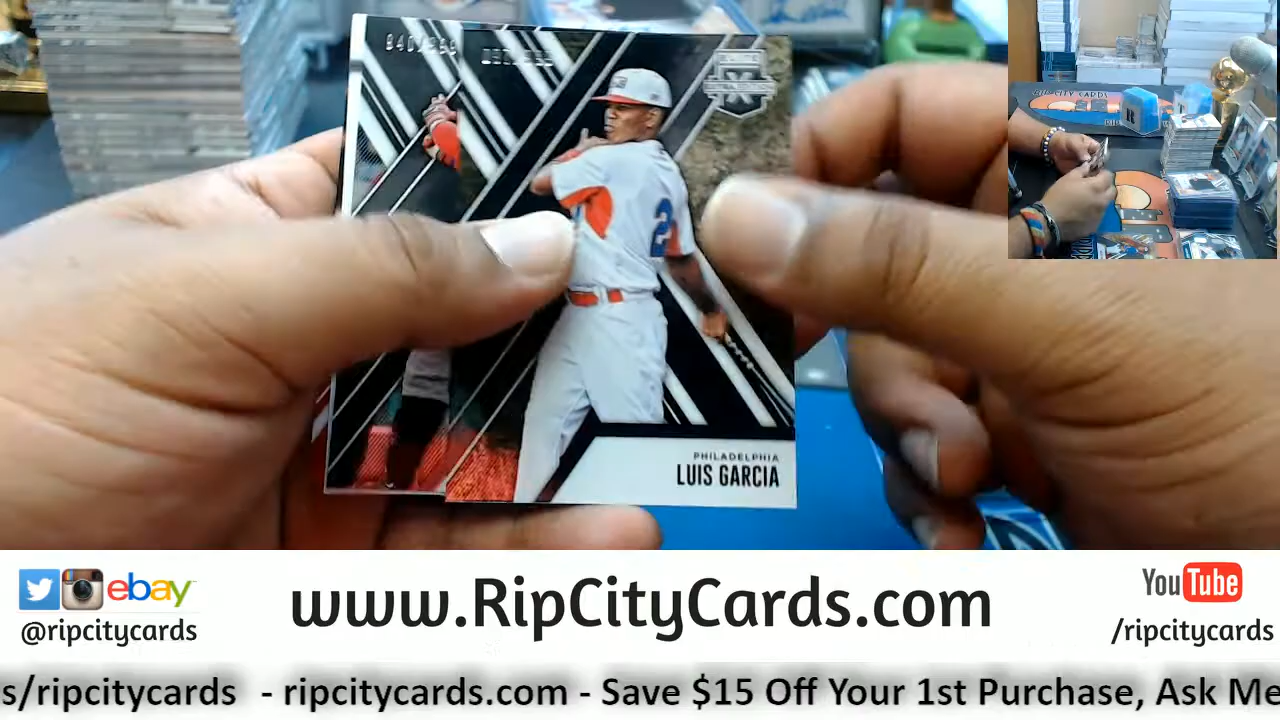 2
PHILADELPHIA
LUIS GARCIA
ebay
@ripcitycards
www.RipCityCards.com
YouTube
/ripcitycards
s/ripcitycards - ripcitycards.com - Save $15 Off Your 1st Purchase, Ask Me